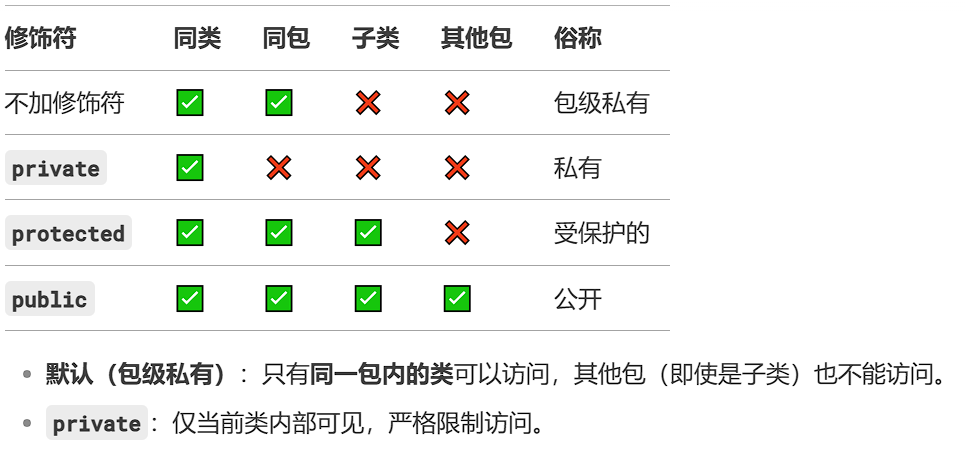 修饰符 同类 同包 子类 其他包 俗称
不加修饰符 ✅ ✅ ❌ ❌ 包级私有
private ✅ ❌ ❌ ❌ 私有
protected ✅ ✅ ✅ ❌ 受保护的
public ✅ ✅ ✅ ✅ 公开
• 默认（包级私有）：只有同一包内的类可以访问，其他包（即使是子类）也不能访问。
• private：仅当前类内部可见，严格限制访问。